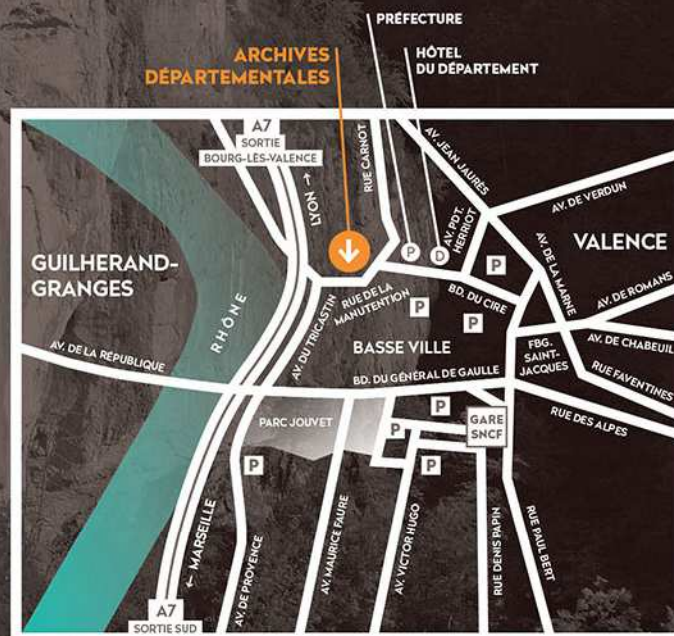 PRÉFECTURE
ARCHIVES
DÉPARTEMENTALES
HÔTEL
DU DÉPARTEMENT
A7
SORTIE
BOURG-LÈS-VALENCE
← LYON
RUE CARNOT
AV. JEAN JAURÈS
AV. DE VERDUN
AV. PDT.
HERRIOT
P
D
VALENCE
GUILHERAND-
GRANGES
P
AV. DE LA MARNE
RHÔNE
AV. DU TRICASTIN
RUE DE LA
MANUTENTION
BD. DU CIRE
AV. DE ROMANS
P
P
AV. DE LA RÉPUBLIQUE
BASSE VILLE
FBG.
SAINT-
JACQUES
AV. DE CHABEUIL
RUE FAVENTINES
BD. DU GÉNÉRAL DE GAULLE
RUE DES ALPES
PARC JOUVET
P
P
GARE
SNCF
P
P
← MARSEILLE
AV. DE PROVENCE
AV. MAURICE FAURE
AV. VICTOR HUGO
RUE DENIS PAPIN
RUE PAUL BERT
A7
SORTIE SUD